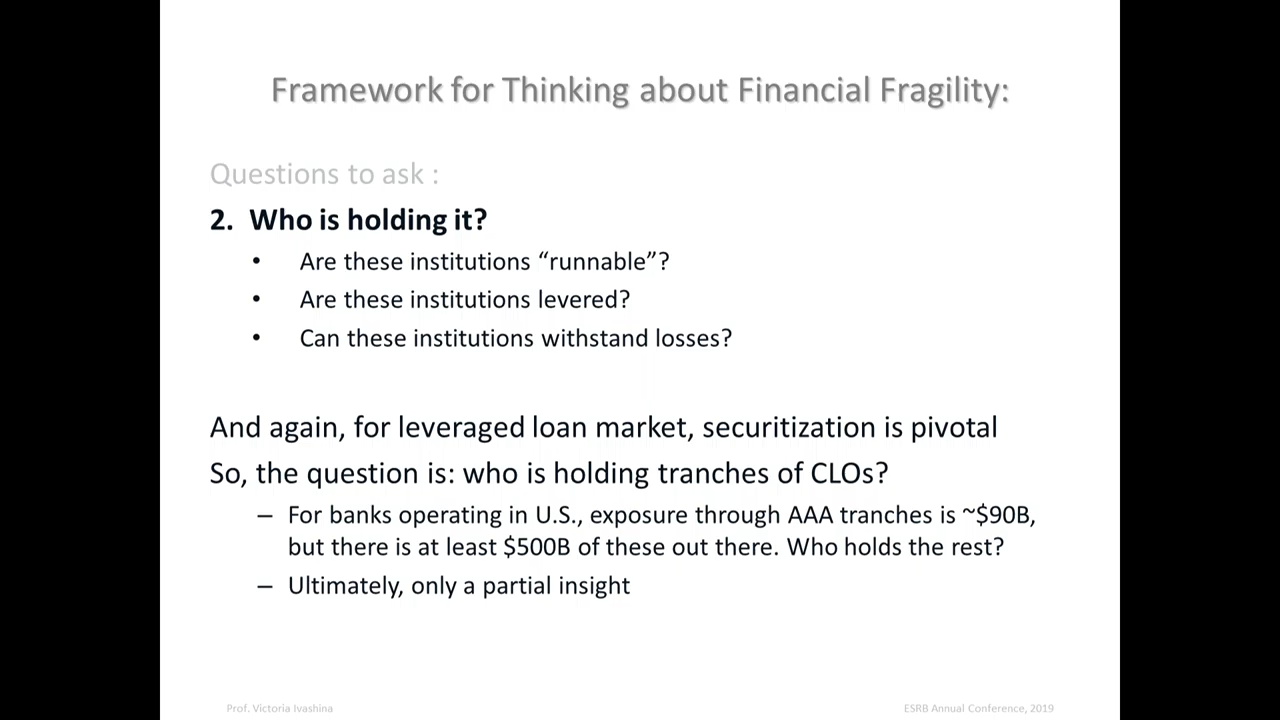 Framework for Thinking about Financial Fragility:
Questions to ask :
2. Who is holding it?
• Are these institutions “runnable”?
• Are these institutions levered?
• Can these institutions withstand losses?
And again, for leveraged loan market, securitization is pivotal
So, the question is: who is holding tranches of CLOs?
– For banks operating in U.S., exposure through AAA tranches is ~$90B,
but there is at least $500B of these out there. Who holds the rest?
– Ultimately, only a partial insight
Prof. Victoria Ivashina
ESRB Annual Conference, 2019